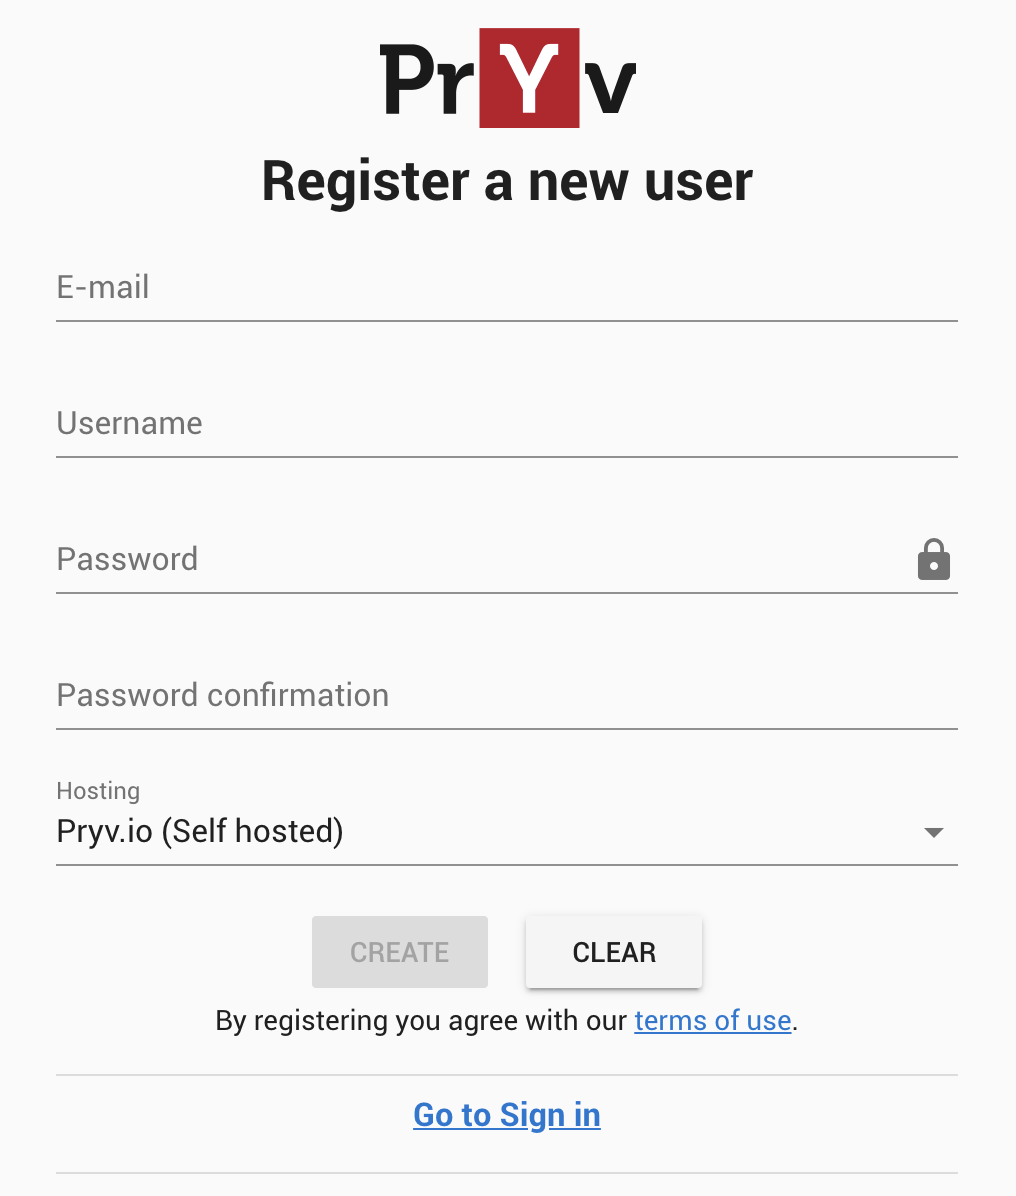 PrYv
Register a new user
E-mail
Username
Password
Password confirmation
Hosting
Pryv.io (Self hosted)
CREATE CLEAR
By registering you agree with our terms of use.
Go to Sign in